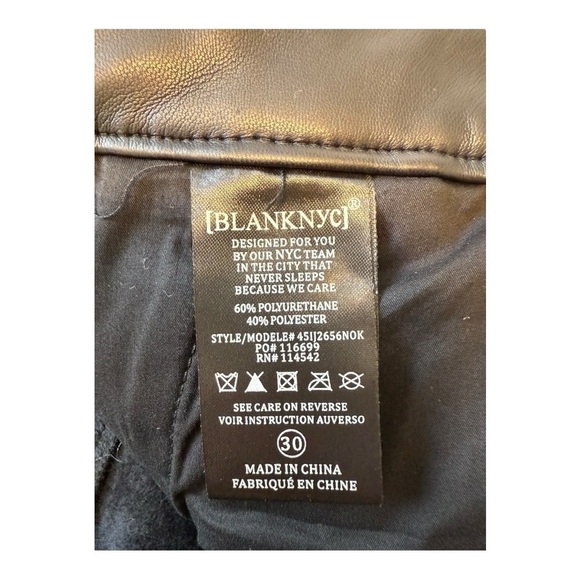 [BLANKNYC]®
DESIGNED FOR YOU
BY OUR NYC TEAM
IN THE CITY THAT
NEVER SLEEPS
BECAUSE WE CARE
60% POLYURETHANE
40% POLYESTER
STYLE/MODELE# 45IJ2656NOK
PO# 116699
RN# 114542
SEE CARE ON REVERSE
VOIR INSTRUCTION AUVERSO
30
MADE IN CHINA
FABRIQUÉ EN CHINE